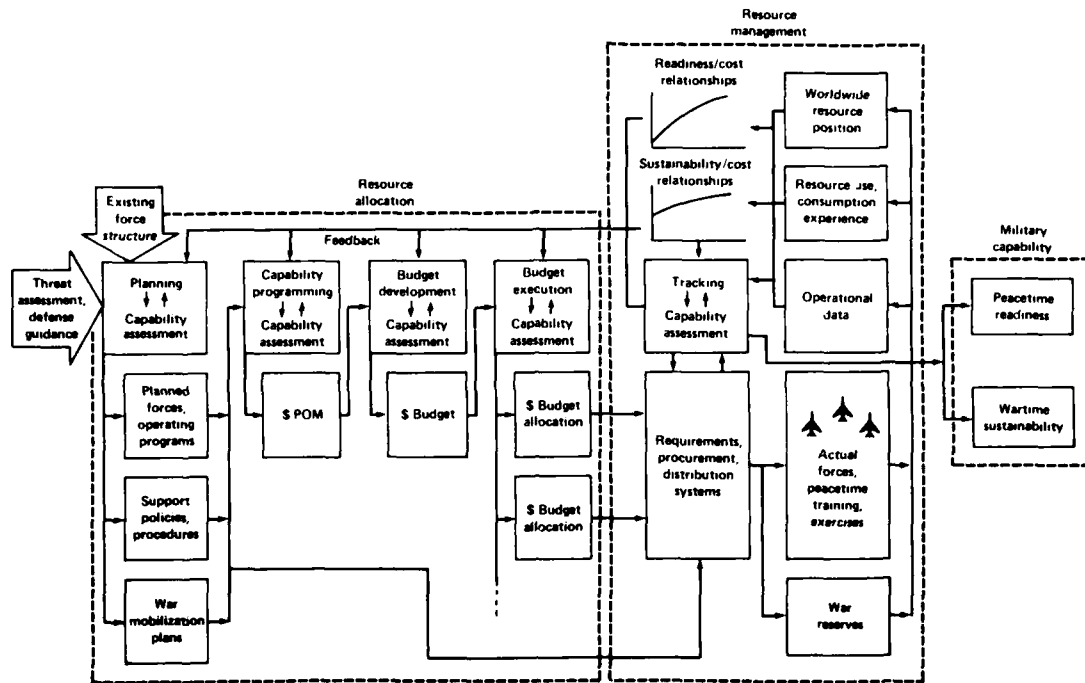 Resource
management
Readiness/cost
relationships
Worldwide
resource
position
Sustainability/cost
relationships
Resource use,
consumption
experience
Resource
allocation
Existing
force
structure
Feedback
Military
capability
Threat
assessment,
defense
guidance
Planning
Capability
assessment
Capability
programming
Capability
assessment
Budget
development
Capability
assessment
Budget
execution
Capability
assessment
Tracking
Capability
assessment
Operational
data
Peacetime
readiness
Planned
forces,
operating
programs
$ POM
$ Budget
$ Budget
allocation
Requirements,
procurement,
distribution
systems
Actual
forces,
peacetime
training,
exercises
Wartime
sustainability
Support
policies,
procedures
$ Budget
allocation
War
mobilization
plans
War
reserves